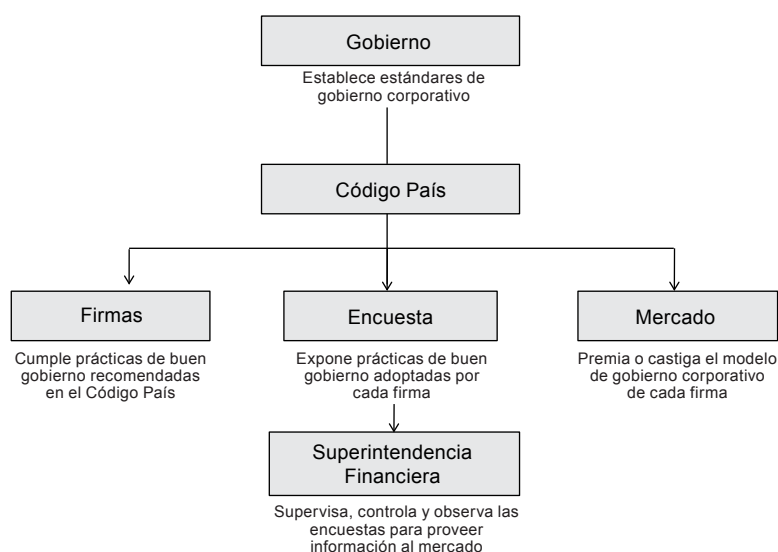 Gobierno
Establece estándares de
gobierno corporativo
Código País
Firmas
Cumple prácticas de buen
gobierno recomendadas
en el Código País
Encuesta
Expone prácticas de buen
gobierno adoptadas por
cada firma
Mercado
Premia o castiga el modelo
de gobierno corporativo
de cada firma
Superintendencia
Financiera
Supervisa, controla y observa las
encuestas para proveer
información al mercado